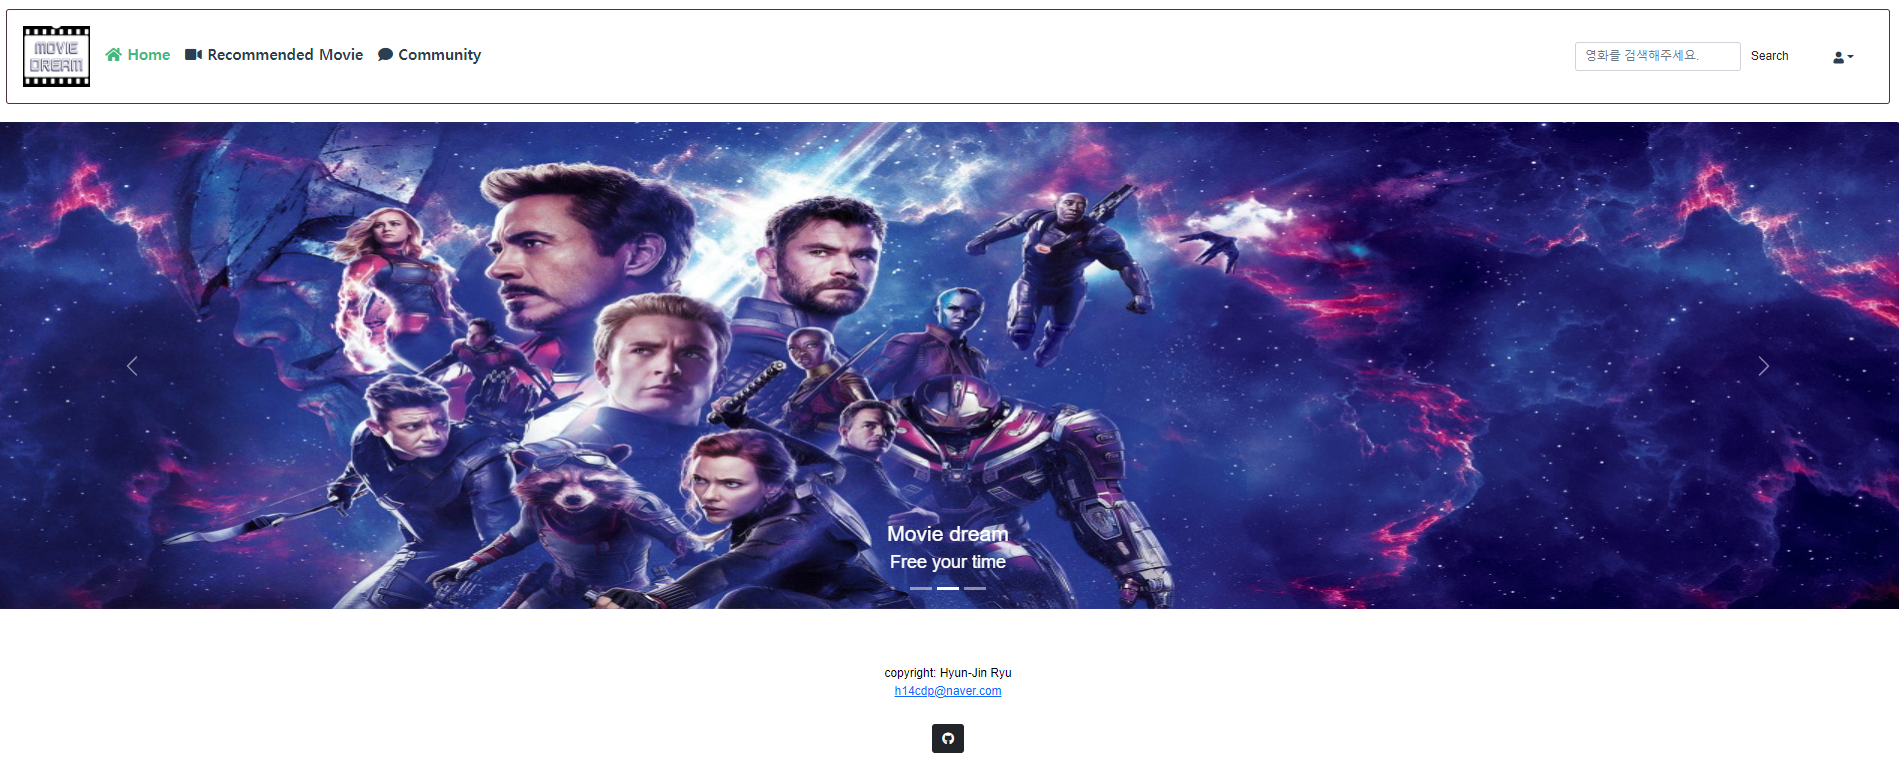 MOVIE
DREAM
Home
Recommended Movie
Community
영화를 검색해주세요.
Search
Movie dream
Free your time
copyright: Hyun-Jin Ryu
h14cdp@naver.com